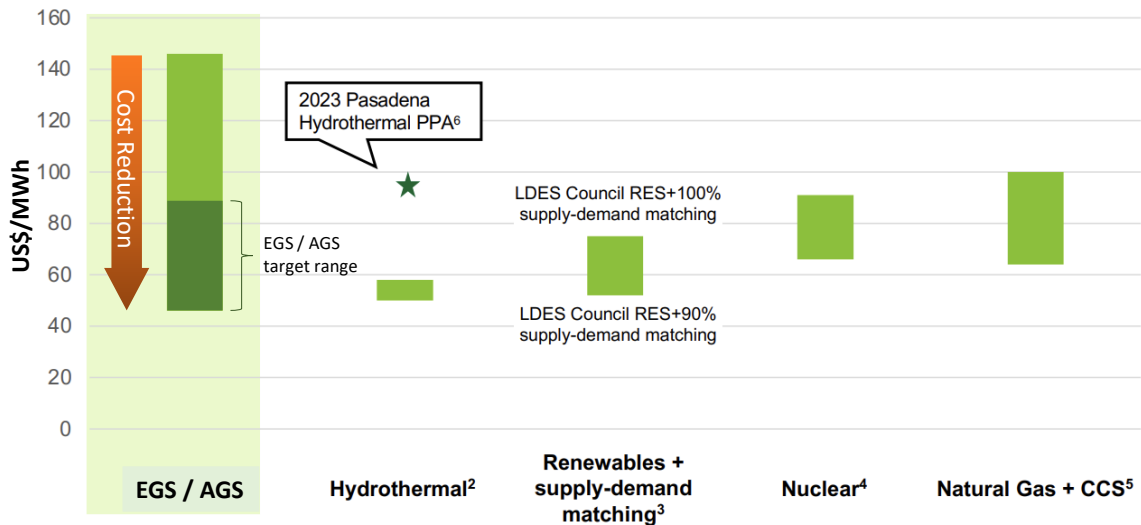 160
140
120
100
80
60
40
20
0
US$/MWh
Cost Reduction
2023 Pasadena
Hydrothermal PPA⁶
EGS / AGS
target range
LDES Council RES+100%
supply-demand matching
LDES Council RES+90%
supply-demand matching
EGS / AGS
Hydrothermal²
Renewables +
supply-demand
matching³
Nuclear⁴
Natural Gas + CCS⁵